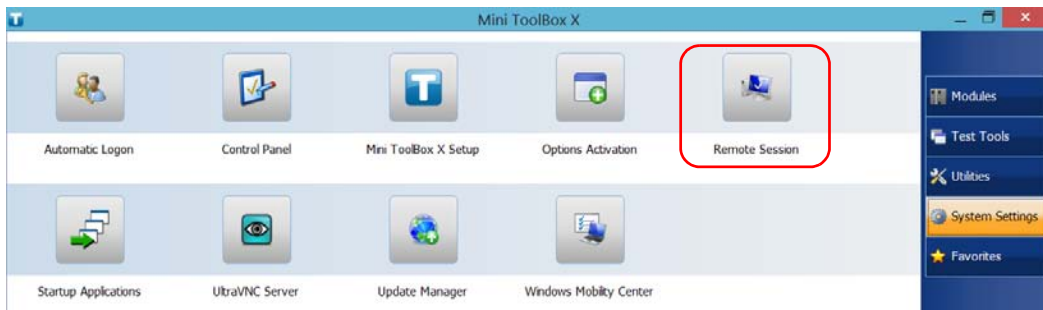 Mini ToolBox X
Automatic Logon
Control Panel
Mini ToolBox X Setup
Options Activation
Remote Session
Startup Applications
UltraVNC Server
Update Manager
Windows Mobility Center
Modules
Test Tools
Utilities
System Settings
Favorites